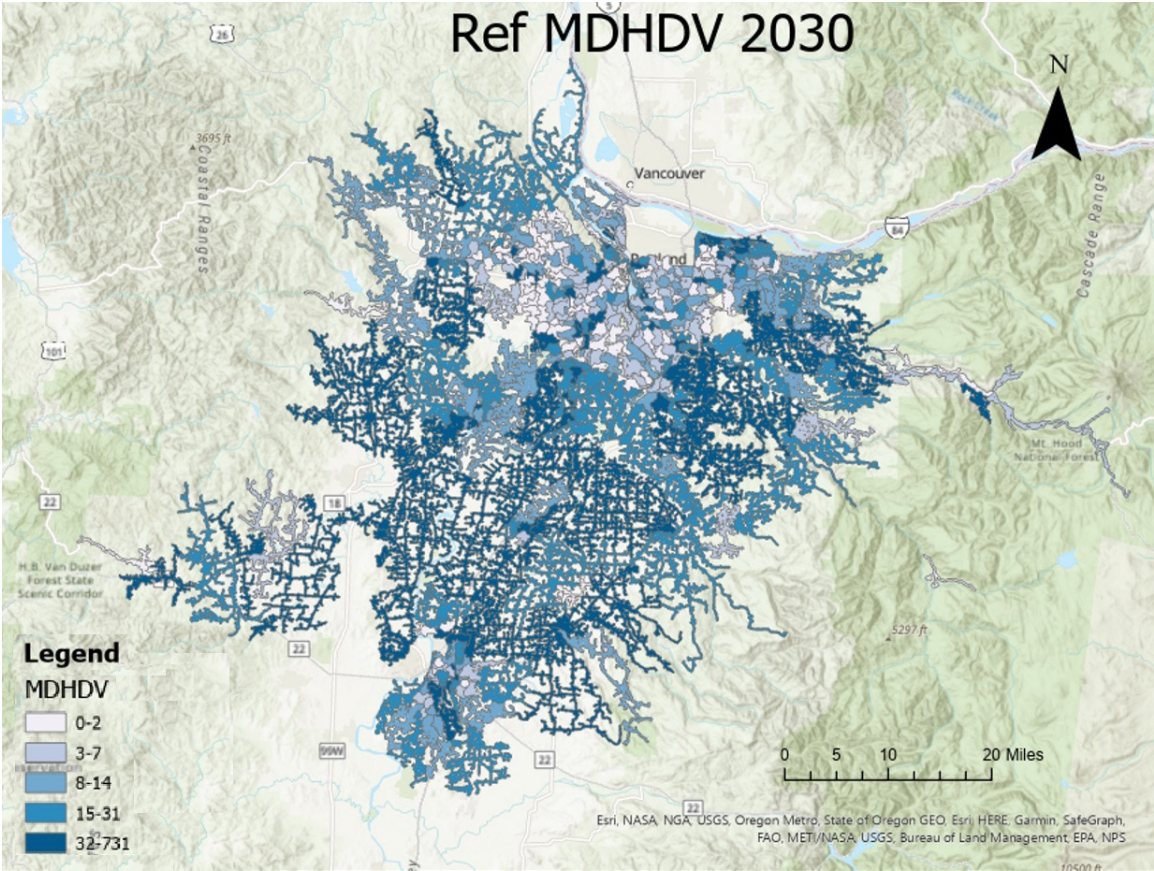 Ref MDHDV 2030
5
26
N
3695 ft
Coastal Ranges
Vancouver
Cascade Range
84
Portland
101
Mt. Hood
National Forest
22
18
H.B. Van Duzer
Forest State
Scenic Corridor
5297 ft
22
Legend
MDHDV
0-2
3-7
8-14
15-31
32-731
99W
22
0 5 10 20 Miles
22
Esri, NASA, NGA, USGS, Oregon Metro, State of Oregon GEO, Esri, HERE, Garmin, SafeGraph,
FAO, METI/NASA, USGS, Bureau of Land Management, EPA, NPS
10500 ft